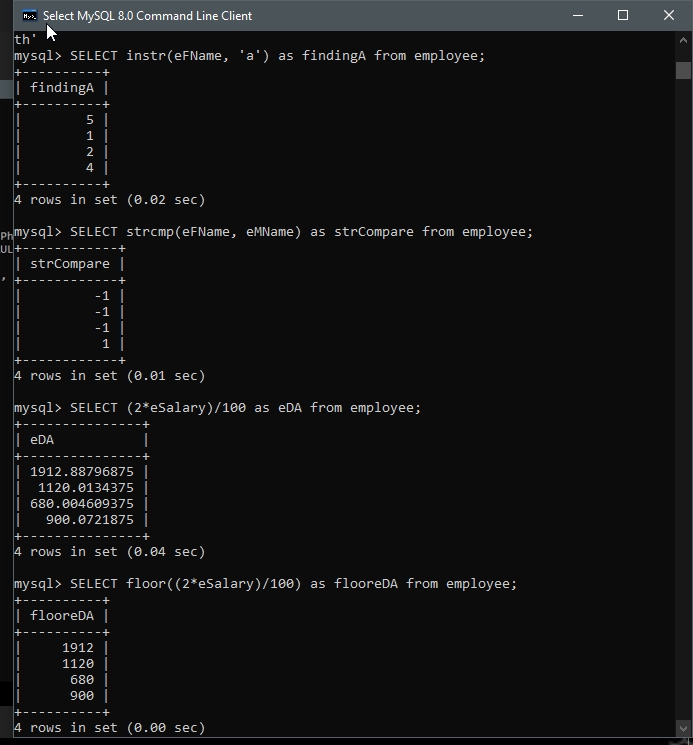 Select MySQL 8.0 Command Line Client
th'
mysql> SELECT instr(eFName, 'a') as findingA from employee;
+----------+
| findingA |
+----------+
|        5 |
|        1 |
|        2 |
|        4 |
+----------+
4 rows in set (0.02 sec)
mysql> SELECT strcmp(eFName, eMName) as strCompare from employee;
+------------+
| strCompare |
+------------+
|         -1 |
|         -1 |
|         -1 |
|          1 |
+------------+
4 rows in set (0.01 sec)
mysql> SELECT (2*eSalary)/100 as eDA from employee;
+---------------+
| eDA           |
+---------------+
| 1912.88796875 |
|  1120.0134375 |
| 680.004609375 |
|   900.0721875 |
+---------------+
4 rows in set (0.04 sec)
mysql> SELECT floor((2*eSalary)/100) as flooreDA from employee;
+----------+
| flooreDA |
+----------+
|     1912 |
|     1120 |
|      680 |
|      900 |
+----------+
4 rows in set (0.00 sec)
Ph
UL
,